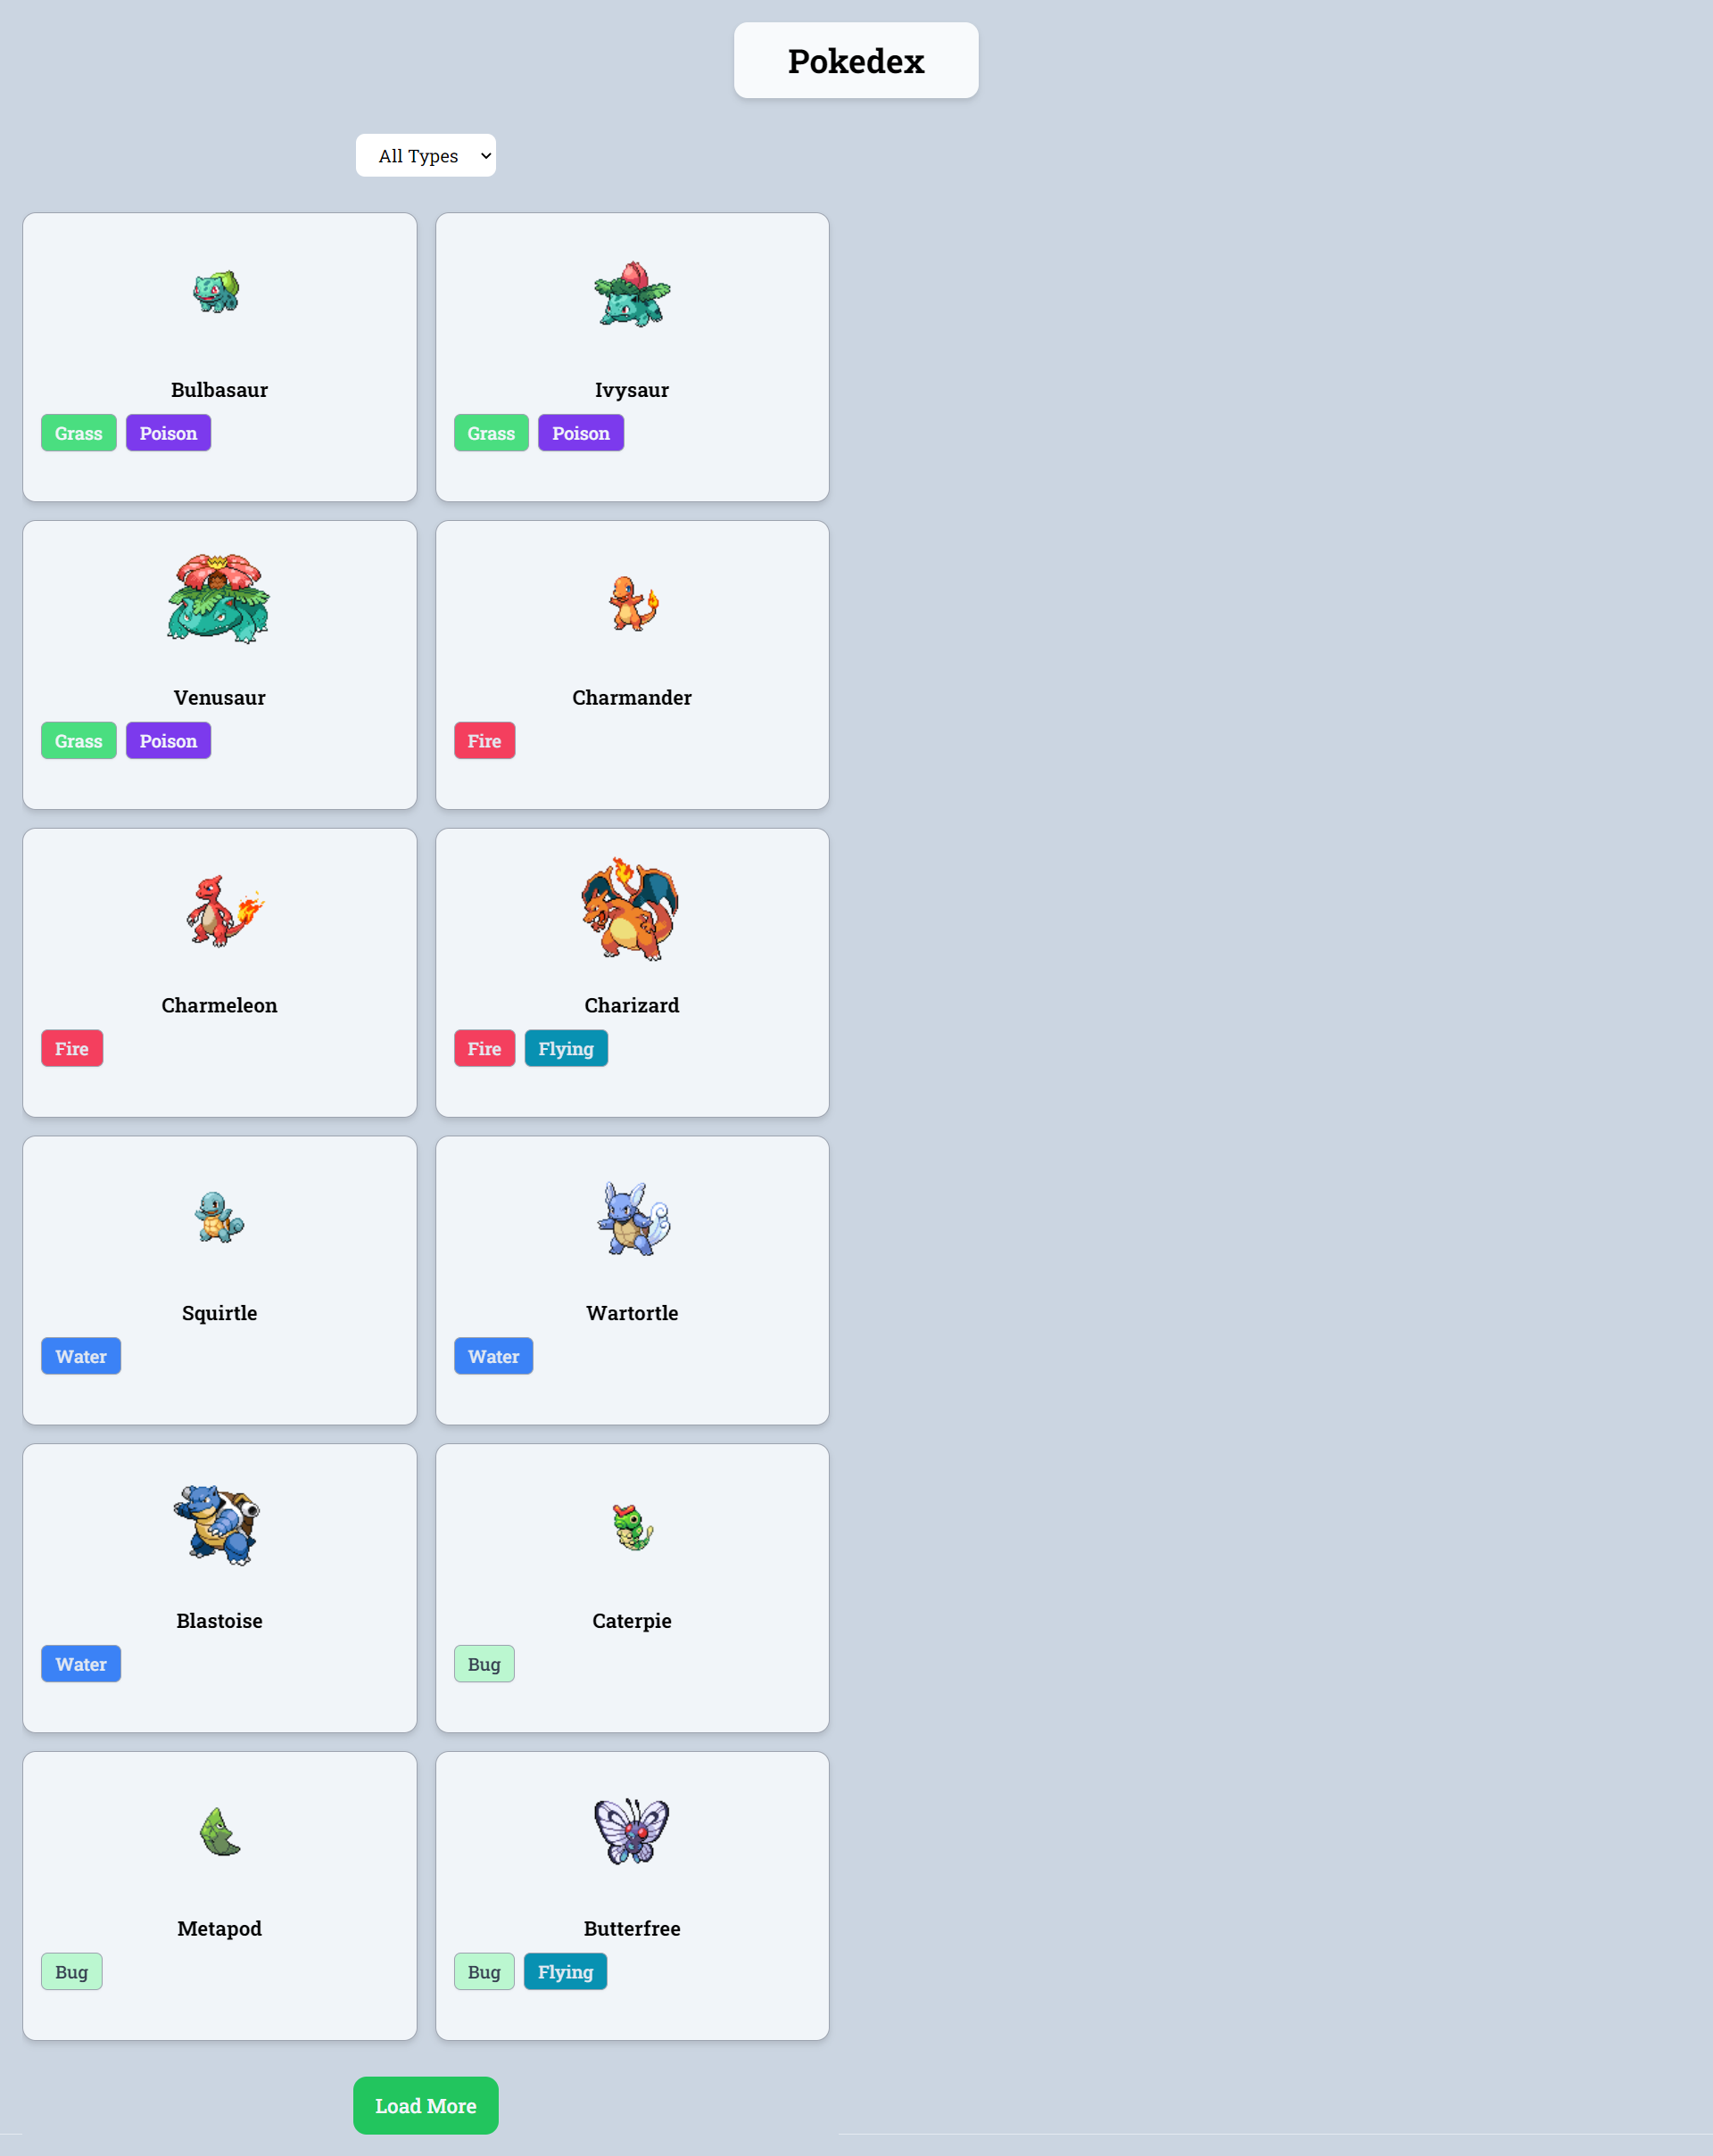 Pokedex
All Types
Bulbasaur
Grass Poison
Ivysaur
Grass Poison
Venusaur
Grass Poison
Charmander
Fire
Charmeleon
Fire
Charizard
Fire Flying
Squirtle
Water
Wartortle
Water
Blastoise
Water
Caterpie
Bug
Metapod
Bug
Butterfree
Bug Flying
Load More